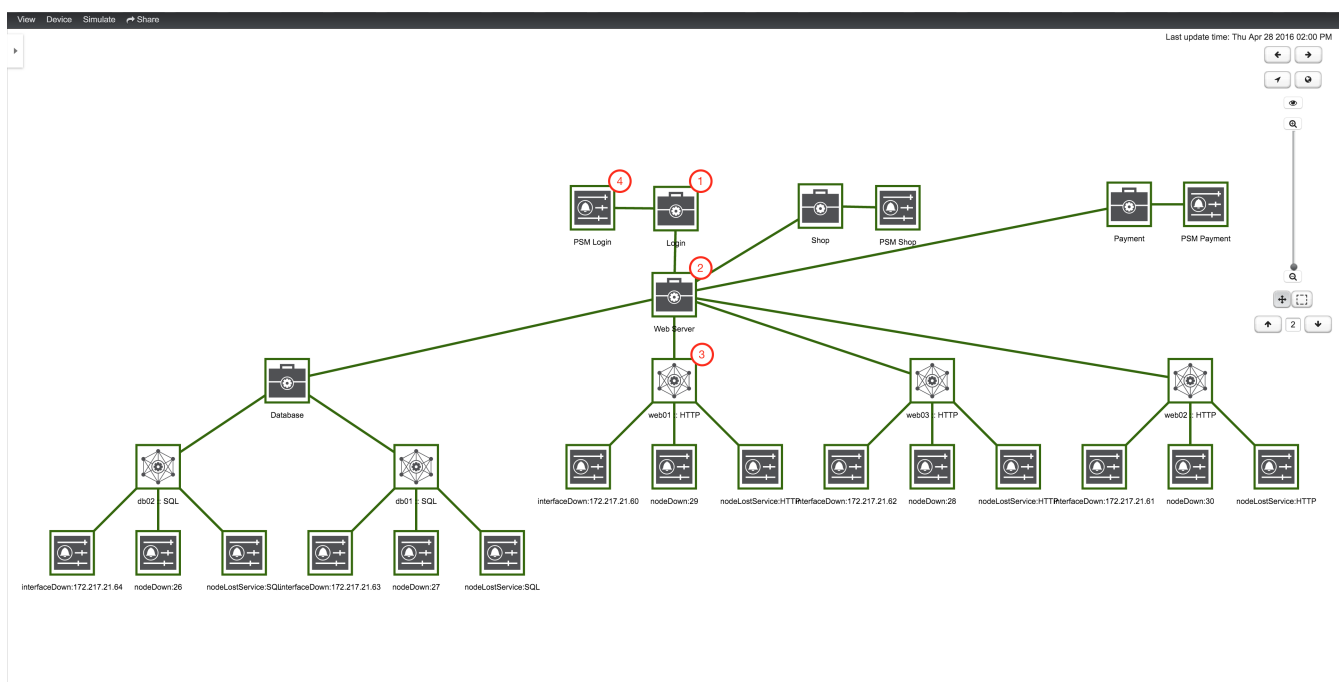 View Device Simulate Share
Last update time: Thu Apr 28 2016 02:00 PM
4
1
PSM Login
Login
Shop
PSM Shop
Payment
PSM Payment
2
Web Server
2
3
Database
web01 :: HTTP
web03 :: HTTP
web02 :: HTTP
db02 :: SQL
db01 :: SQL
interfaceDown:172.217.21.60
nodeDown:29
nodeLostService:HTTP
interfaceDown:172.217.21.62
nodeDown:28
nodeLostService:HTTP
interfaceDown:172.217.21.61
nodeDown:30
nodeLostService:HTTP
interfaceDown:172.217.21.64
nodeDown:26
nodeLostService:SQL
interfaceDown:172.217.21.63
nodeDown:27
nodeLostService:SQL